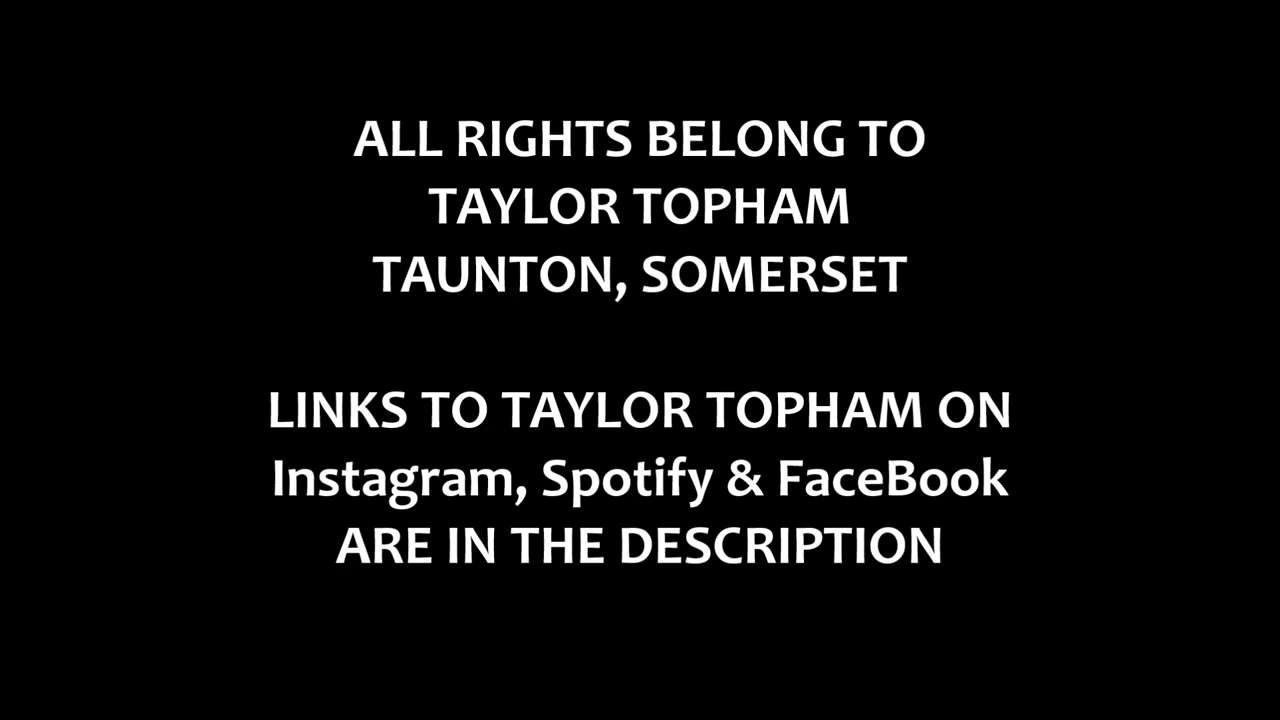 ALL RIGHTS BELONG TO
TAYLOR TOPHAM
TAUNTON, SOMERSET
LINKS TO TAYLOR TOPHAM ON
Instagram, Spotify & FaceBook
ARE IN THE DESCRIPTION